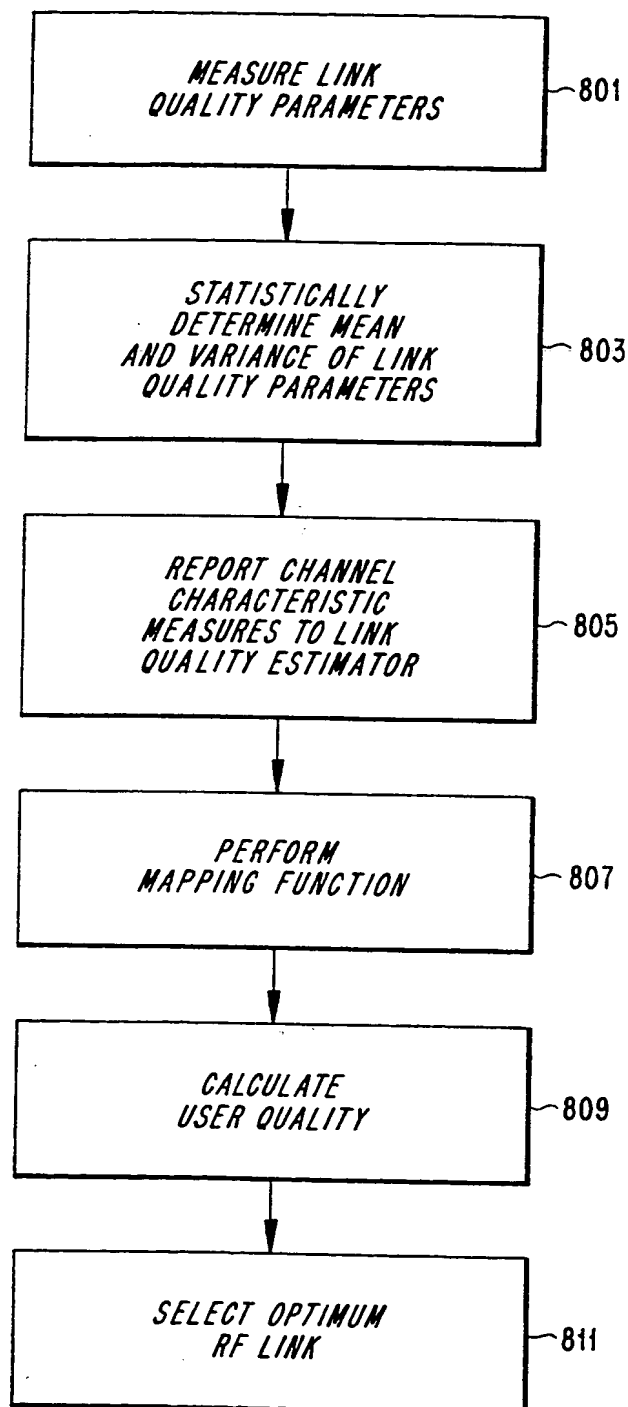 MEASURE LINK
QUALITY PARAMETERS
801
STATISTICALLY
DETERMINE MEAN
AND VARIANCE OF LINK
QUALITY PARAMETERS
803
REPORT CHANNEL
CHARACTERISTIC
MEASURES TO LINK
QUALITY ESTIMATOR
805
PERFORM
MAPPING FUNCTION
807
CALCULATE
USER QUALITY
809
SELECT OPTIMUM
RF LINK
811